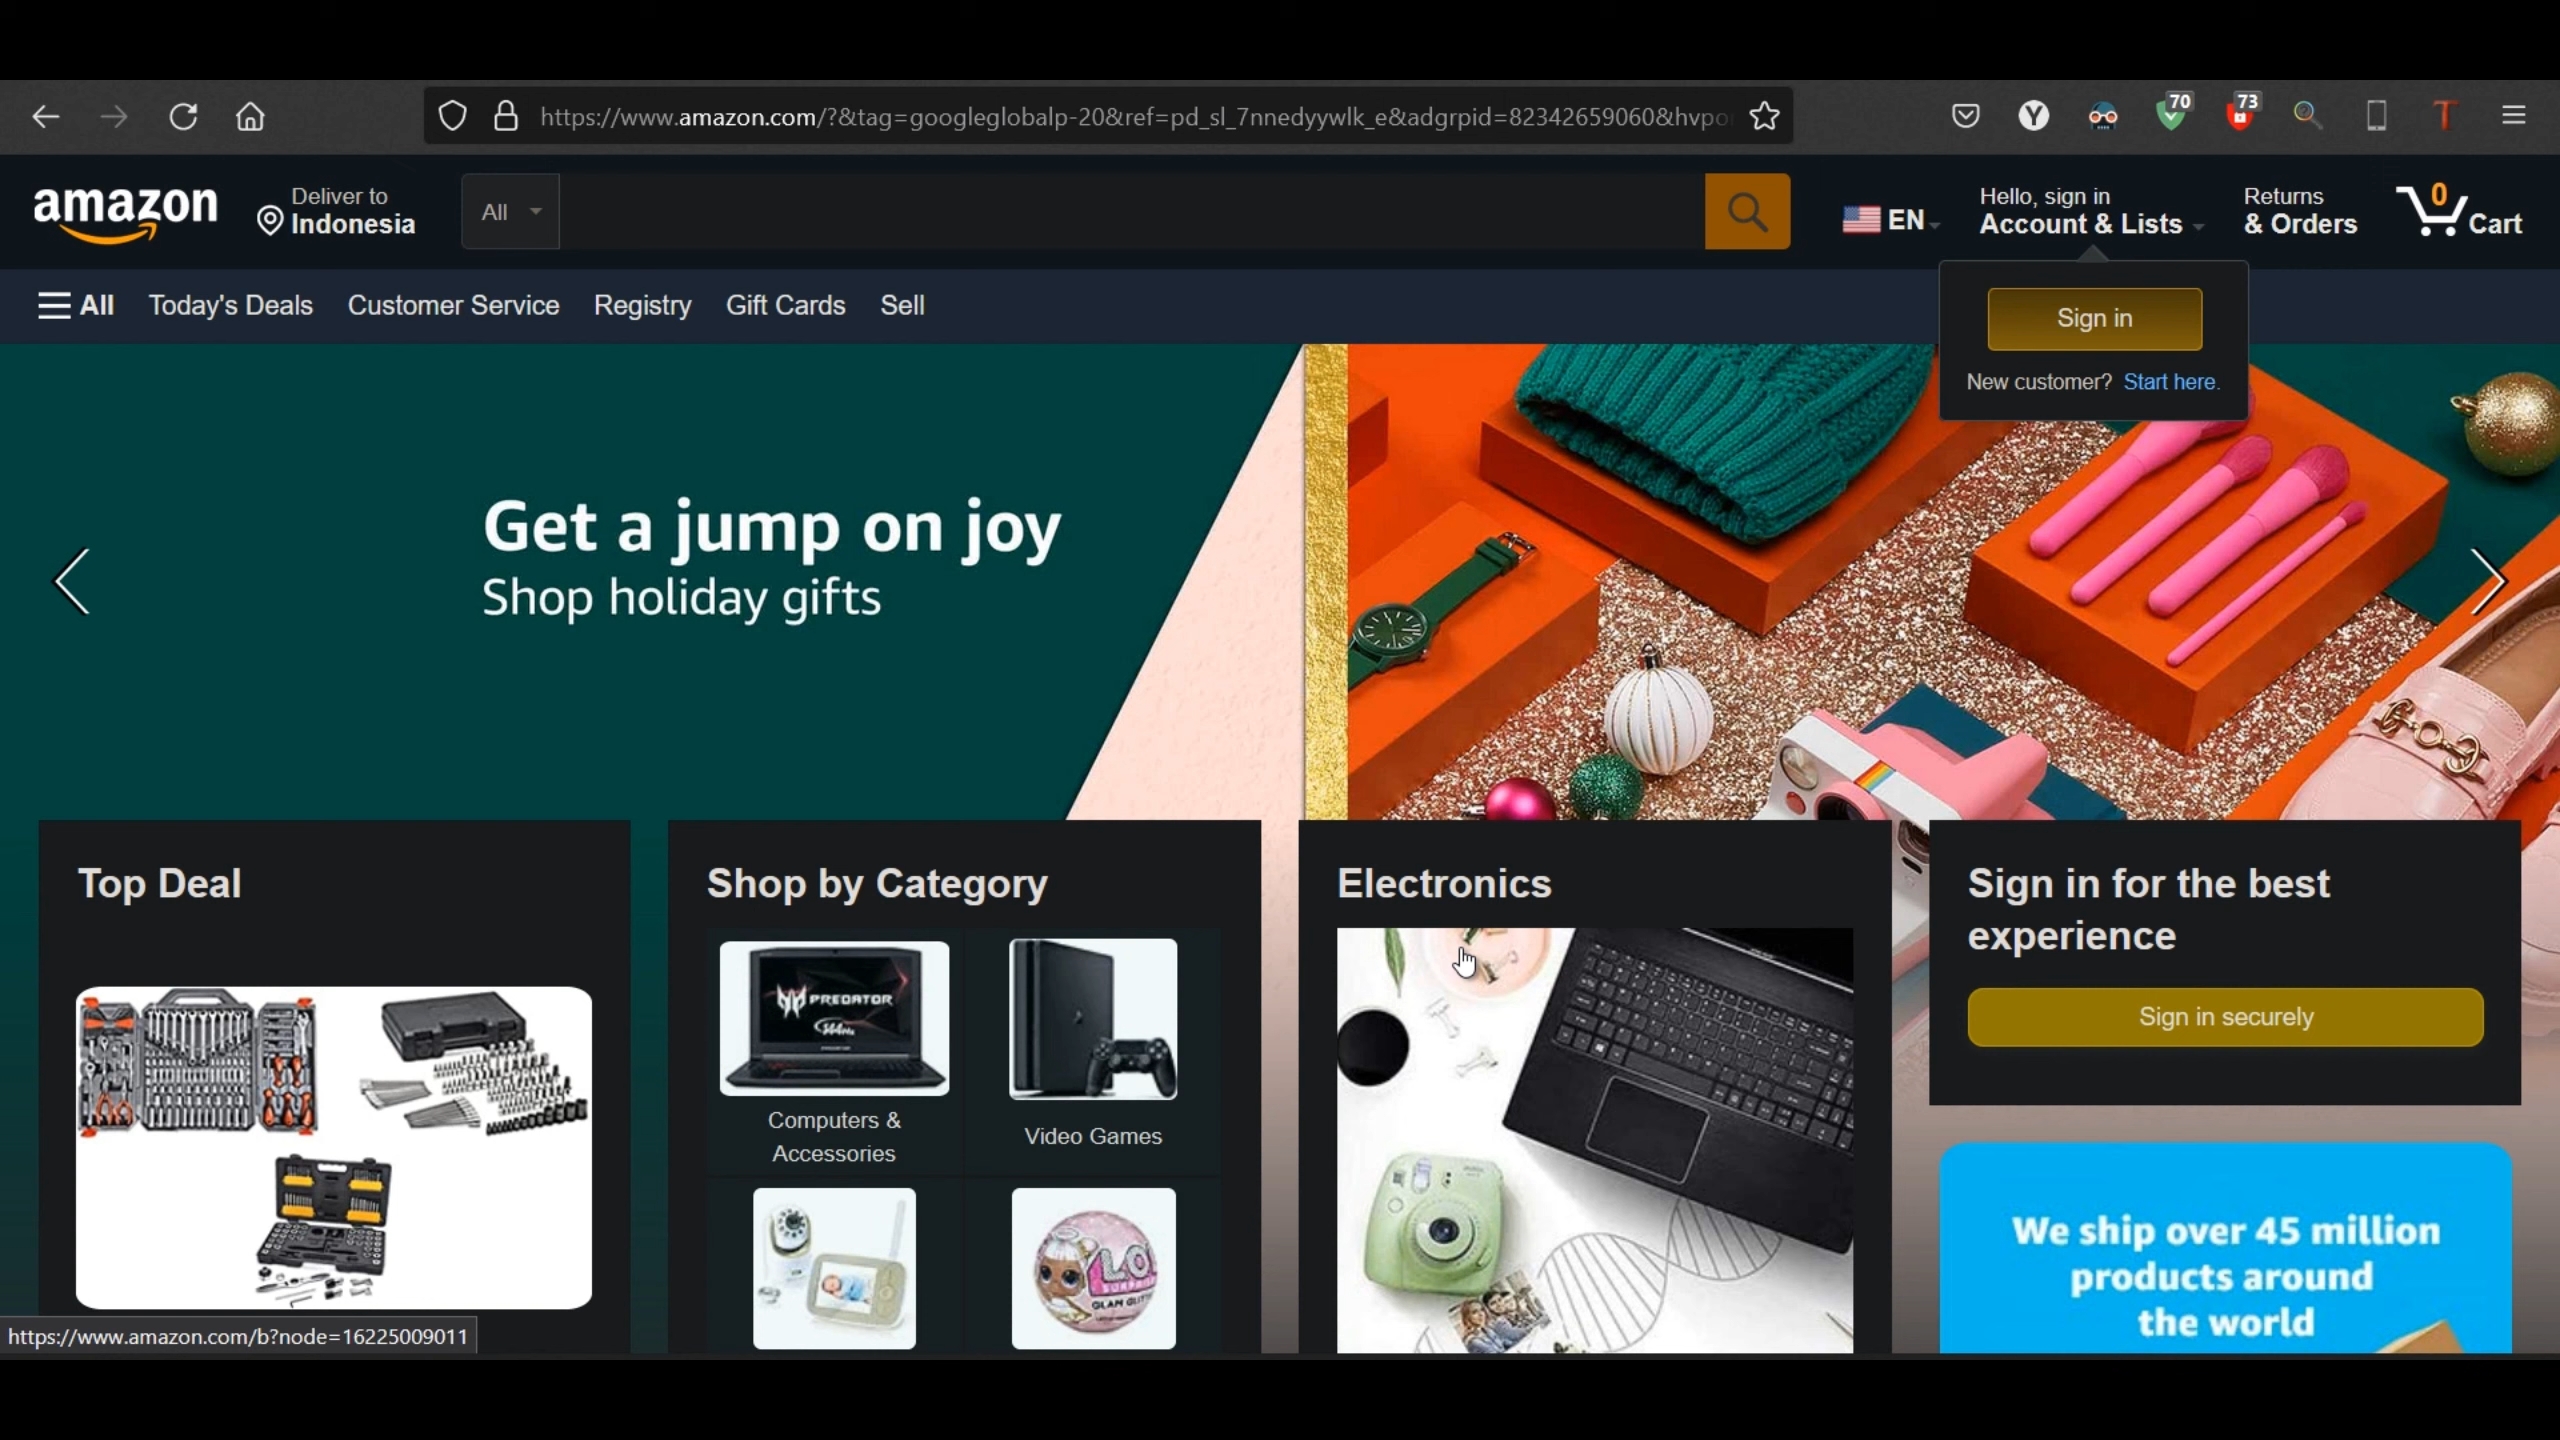 https://www.amazon.com/?&tag=googleglobalp-20&ref=pd_sl_7nnedyywlk_e&adgrpid=82342659060&hvpo
Y
70
73
T
amazon
Deliver to
Indonesia
All
EN
Hello, sign in
Account & Lists
Returns
& Orders
0
Cart
All
Today's Deals
Customer Service
Registry
Gift Cards
Sell
Sign in
New customer? Start here.
Get a jump on joy
Shop holiday gifts
Top Deal
Shop by Category
PREDATOR
Computers &
Accessories
Video Games
Electronics
Sign in for the best
experience
Sign in securely
We ship over 45 million
products around
the world
https://www.amazon.com/b?node=16225009011